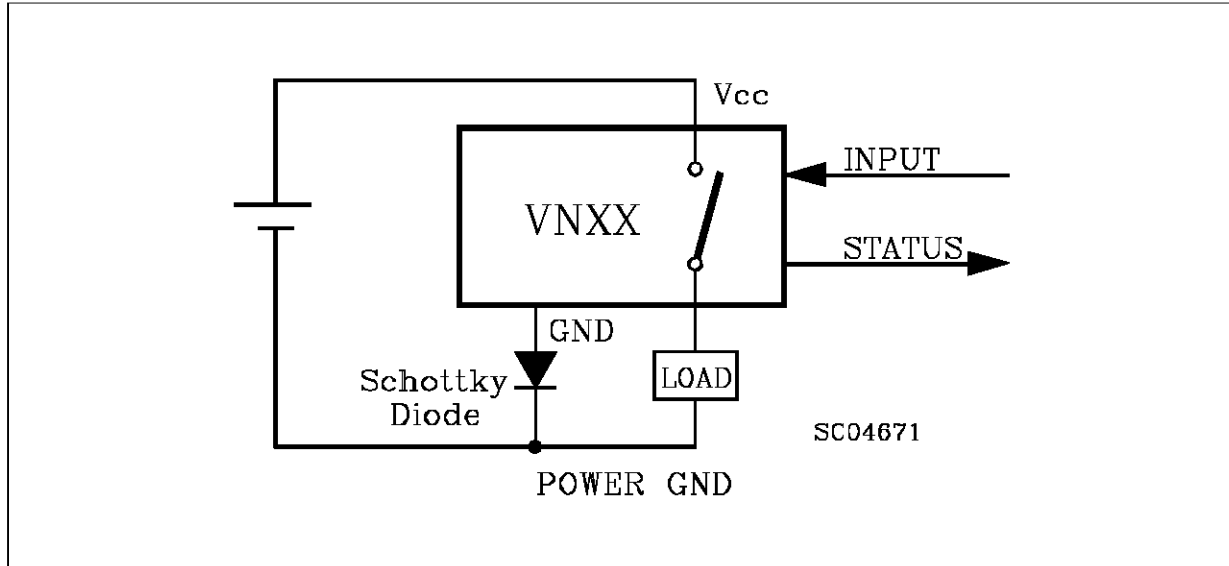 Vcc
INPUT
VNXX
STATUS
GND
Schottky
Diode
LOAD
SC04671
POWER GND